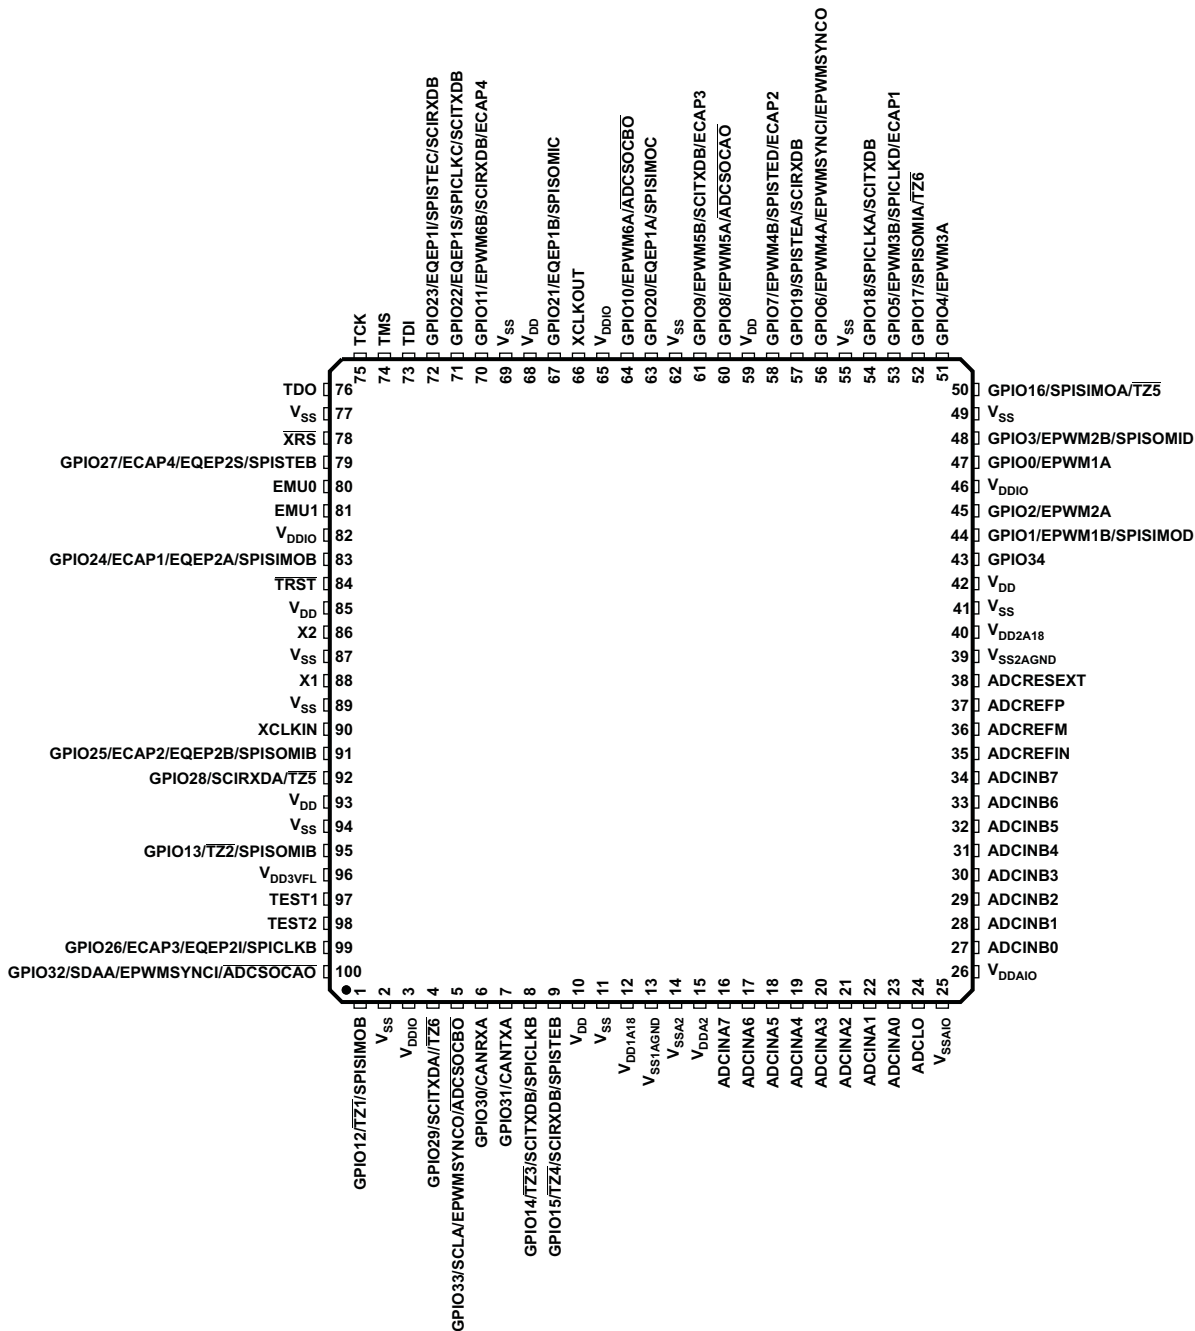 TCK
TMS
TDI
GPIO23/EQEP1I/SPISTEC/SCIRXDB
GPIO22/EQEP1S/SPICLKC/SCITXDB
GPIO11/EPWM6B/SCIRXDB/ECAP4
VSS
VDD
GPIO21/EQEP1B/SPISOMIC
XCLKOUT
VDDIO
GPIO10/EPWM6A/ADCSOCBO
GPIO20/EQEP1A/SPISIMOC
VSS
GPIO9/EPWM5B/SCITXDB/ECAP3
GPIO8/EPWM5A/ADCSOCAO
VDD
GPIO7/EPWM4B/SPISTED/ECAP2
GPIO19/SPISTEA/SCIRXDB
GPIO6/EPWM4A/EPWMSYNCI/EPWMSYNCO
VSS
GPIO18/SPICLKA/SCITXDB
GPIO5/EPWM3B/SPICLKD/ECAP1
GPIO17/SPISOMIA/TZ6
GPIO4/EPWM3A
75 74 73 72 71 70 69 68 67 66 65 64 63 62 61 60 59 58 57 56 55 54 53 52 51
TDO 76
VSS 77
XRS 78
GPIO27/ECAP4/EQEP2S/SPISTEB 79
EMU0 80
EMU1 81
VDDIO 82
GPIO24/ECAP1/EQEP2A/SPISIMOB 83
TRST 84
VDD 85
X2 86
VSS 87
X1 88
VSS 89
XCLKIN 90
GPIO25/ECAP2/EQEP2B/SPISOMIB 91
GPIO28/SCIRXDA/TZ5 92
VDD 93
VSS 94
GPIO13/TZ2/SPISOMIB 95
VDD3VFL 96
TEST1 97
TEST2 98
GPIO26/ECAP3/EQEP2I/SPICLKB 99
GPIO32/SDAA/EPWMSYNCI/ADCSOCAO 100
50 GPIO16/SPISIMOA/TZ5
49 VSS
48 GPIO3/EPWM2B/SPISOMID
47 GPIO0/EPWM1A
46 VDDIO
45 GPIO2/EPWM2A
44 GPIO1/EPWM1B/SPISIMOD
43 GPIO34
42 VDD
41 VSS
40 VDD2A18
39 VSS2AGND
38 ADCRESEXT
37 ADCREFP
36 ADCREFM
35 ADCREFIN
34 ADCINB7
33 ADCINB6
32 ADCINB5
31 ADCINB4
30 ADCINB3
29 ADCINB2
28 ADCINB1
27 ADCINB0
26 VDDAIO
1 2 3 4 5 6 7 8 9 10 11 12 13 14 15 16 17 18 19 20 21 22 23 24 25
GPIO12/TZ1/SPISIMOB
VSS
VDDIO
GPIO29/SCITXDA//TZ6
GPIO33/SCLA/EPWMSYNCO/ADCSOCBO
GPIO30/CANRXA
GPIO31/CANTXA
GPIO14/TZ3/SCITXDB/SPICLKB
GPIO15/TZ4/SCIRXDB/SPISTEB
VDD
VSS
VDD1A18
VSS1AGND
VSSA2
VDDA2
ADCINA7
ADCINA6
ADCINA5
ADCINA4
ADCINA3
ADCINA2
ADCINA1
ADCINA0
ADCLO
VSSAIO